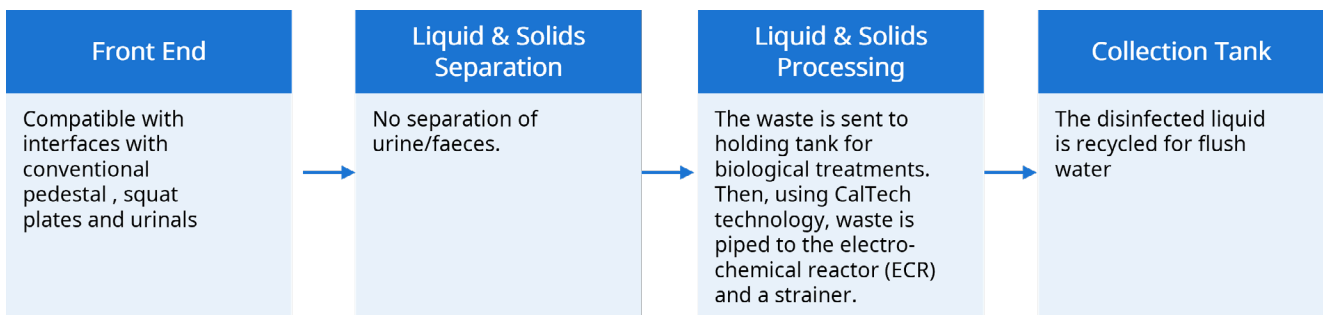 Front End
Compatible with
interfaces with
conventional
pedestal , squat
plates and urinals
Liquid & Solids
Separation
No separation of
urine/faeces.
Liquid & Solids
Processing
The waste is sent to
holding tank for
biological treatments.
Then, using CalTech
technology, waste is
piped to the electro-
chemical reactor (ECR)
and a strainer.
Collection Tank
The disinfected liquid
is recycled for flush
water